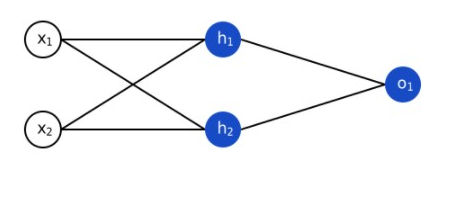 x₁
h₁
o₁
x₂
h₂